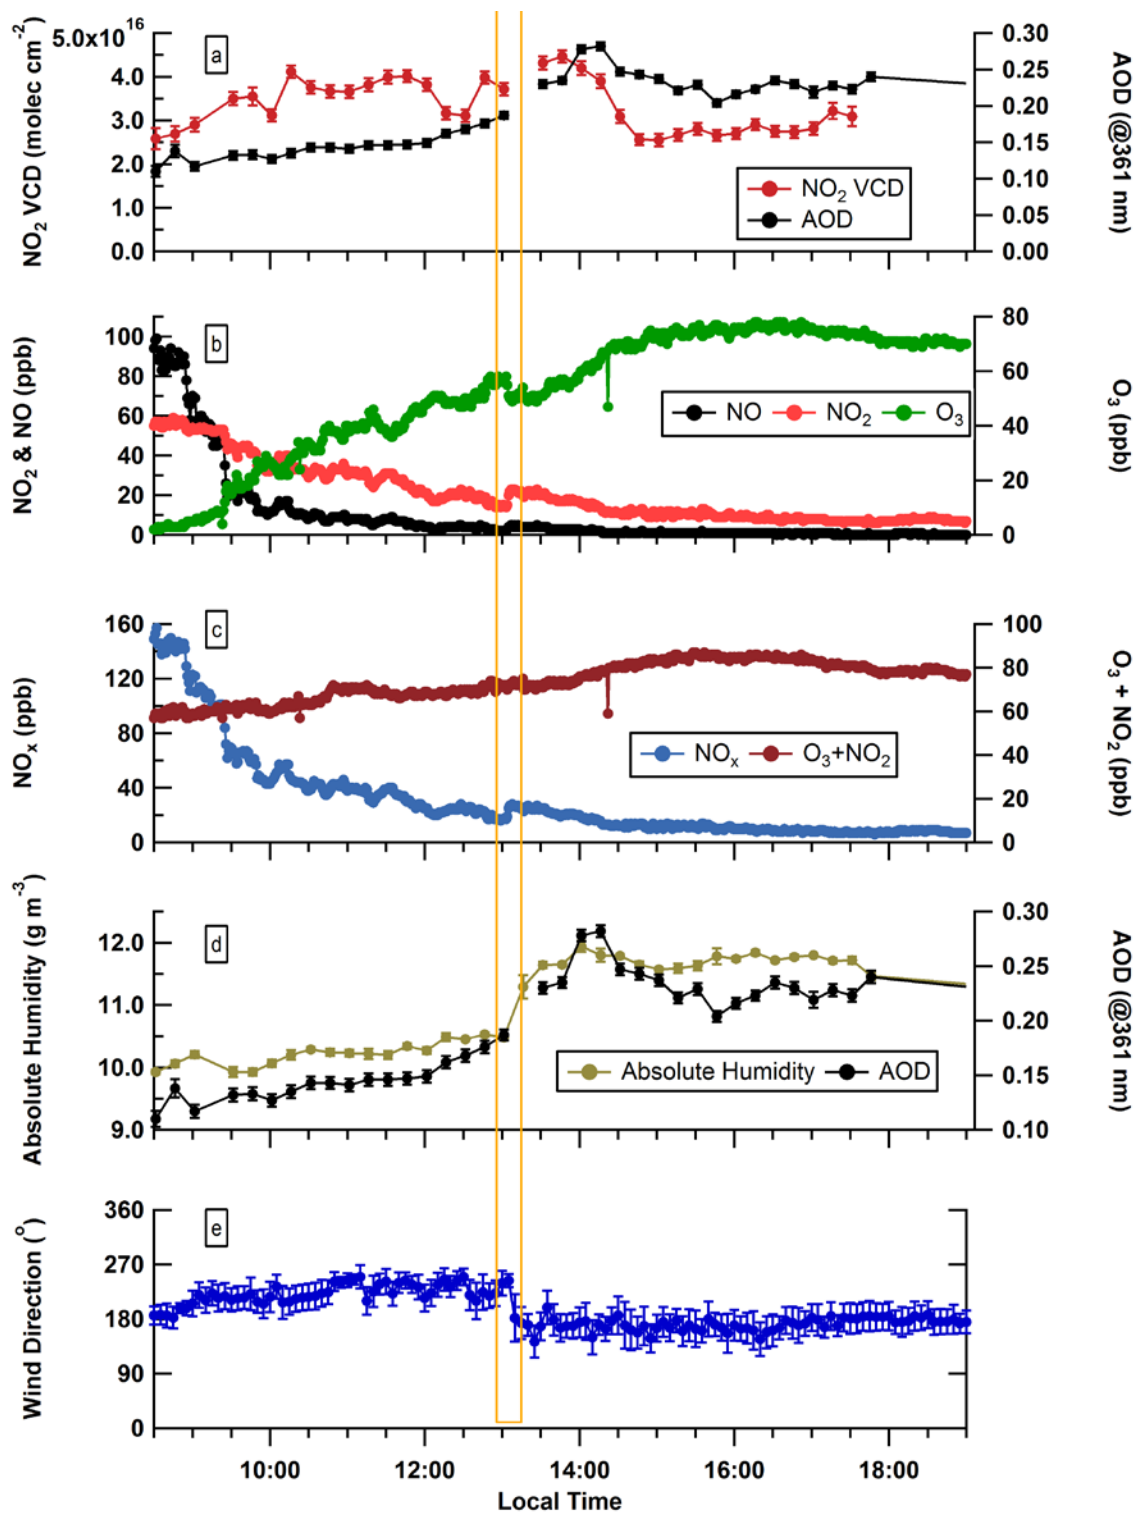 a
NO2 VCD (molec cm-2)
5.0x1016
4.0
3.0
2.0
1.0
0.0
0.30
0.25
0.20
0.15
0.10
0.05
0.00
AOD (@361 nm)
NO2 VCD
AOD
b
NO2 & NO (ppb)
100
80
60
40
20
0
80
60
40
20
0
O3 (ppb)
NO NO2 O3
c
NOx (ppb)
160
120
80
40
0
100
80
60
40
20
0
O3 + NO2 (ppb)
NOx O3+NO2
d
Absolute Humidity (g m-3)
12.0
11.0
10.0
9.0
0.30
0.25
0.20
0.15
0.10
AOD (@361 nm)
Absolute Humidity AOD
e
Wind Direction (°)
360
270
180
90
0
10:00 12:00 14:00 16:00 18:00
Local Time